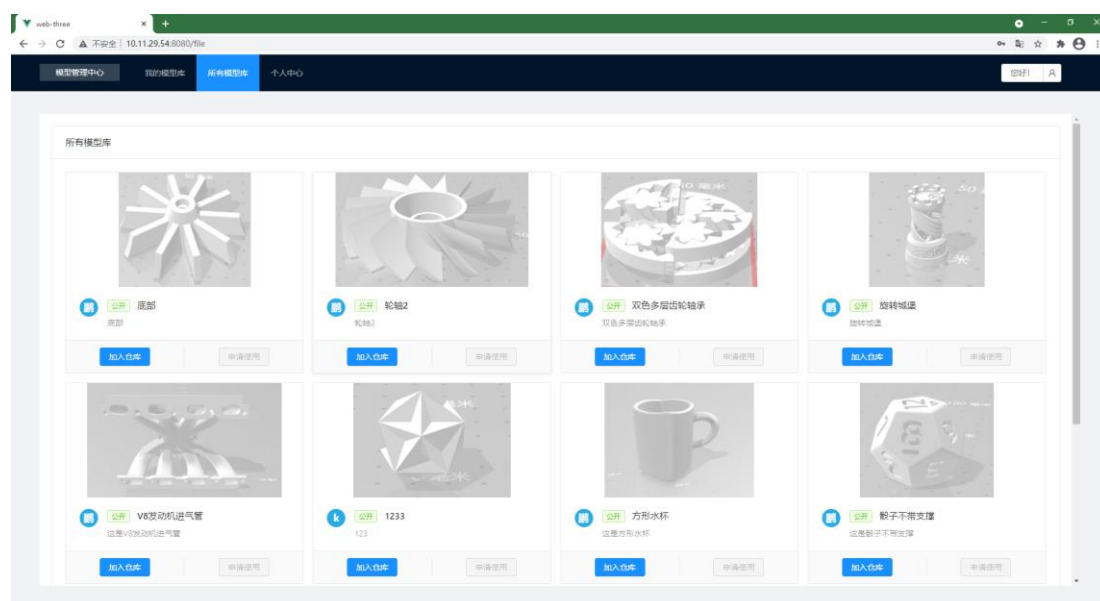 web-three
不安全 10.11.29.54:8080/file
模型管理中心 我的模型库 所有模型库 个人中心 您好!
所有模型库
公开 底部
底部
公开 轮轴2
轮轴2
公开 双色多层齿轮轴承
双色多层齿轮轴承
公开 旋转城堡
旋转城堡
加入仓库 申请使用 加入仓库 申请使用 加入仓库 申请使用 加入仓库 申请使用
公开 V8发动机进气管
这是V8发动机进气管
k 公开 1233
123
公开 方形水杯
这是方形水杯
公开 骰子不带支撑
这是骰子不带支撑
加入仓库 申请使用 加入仓库 申请使用 加入仓库 申请使用 加入仓库 申请使用